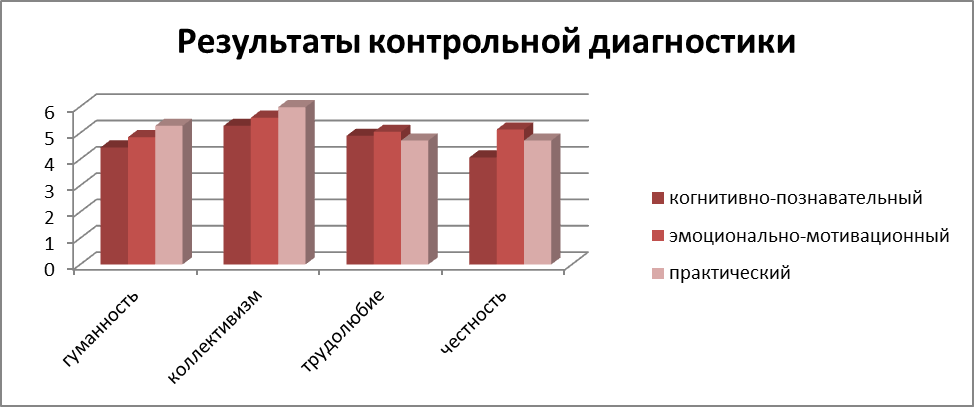 Результаты контрольной диагностики
6
5
4
3
2
1
0
гуманность
коллективизм
трудолюбие
честность
когнитивно-познавательный
эмоционально-мотивационный
практический